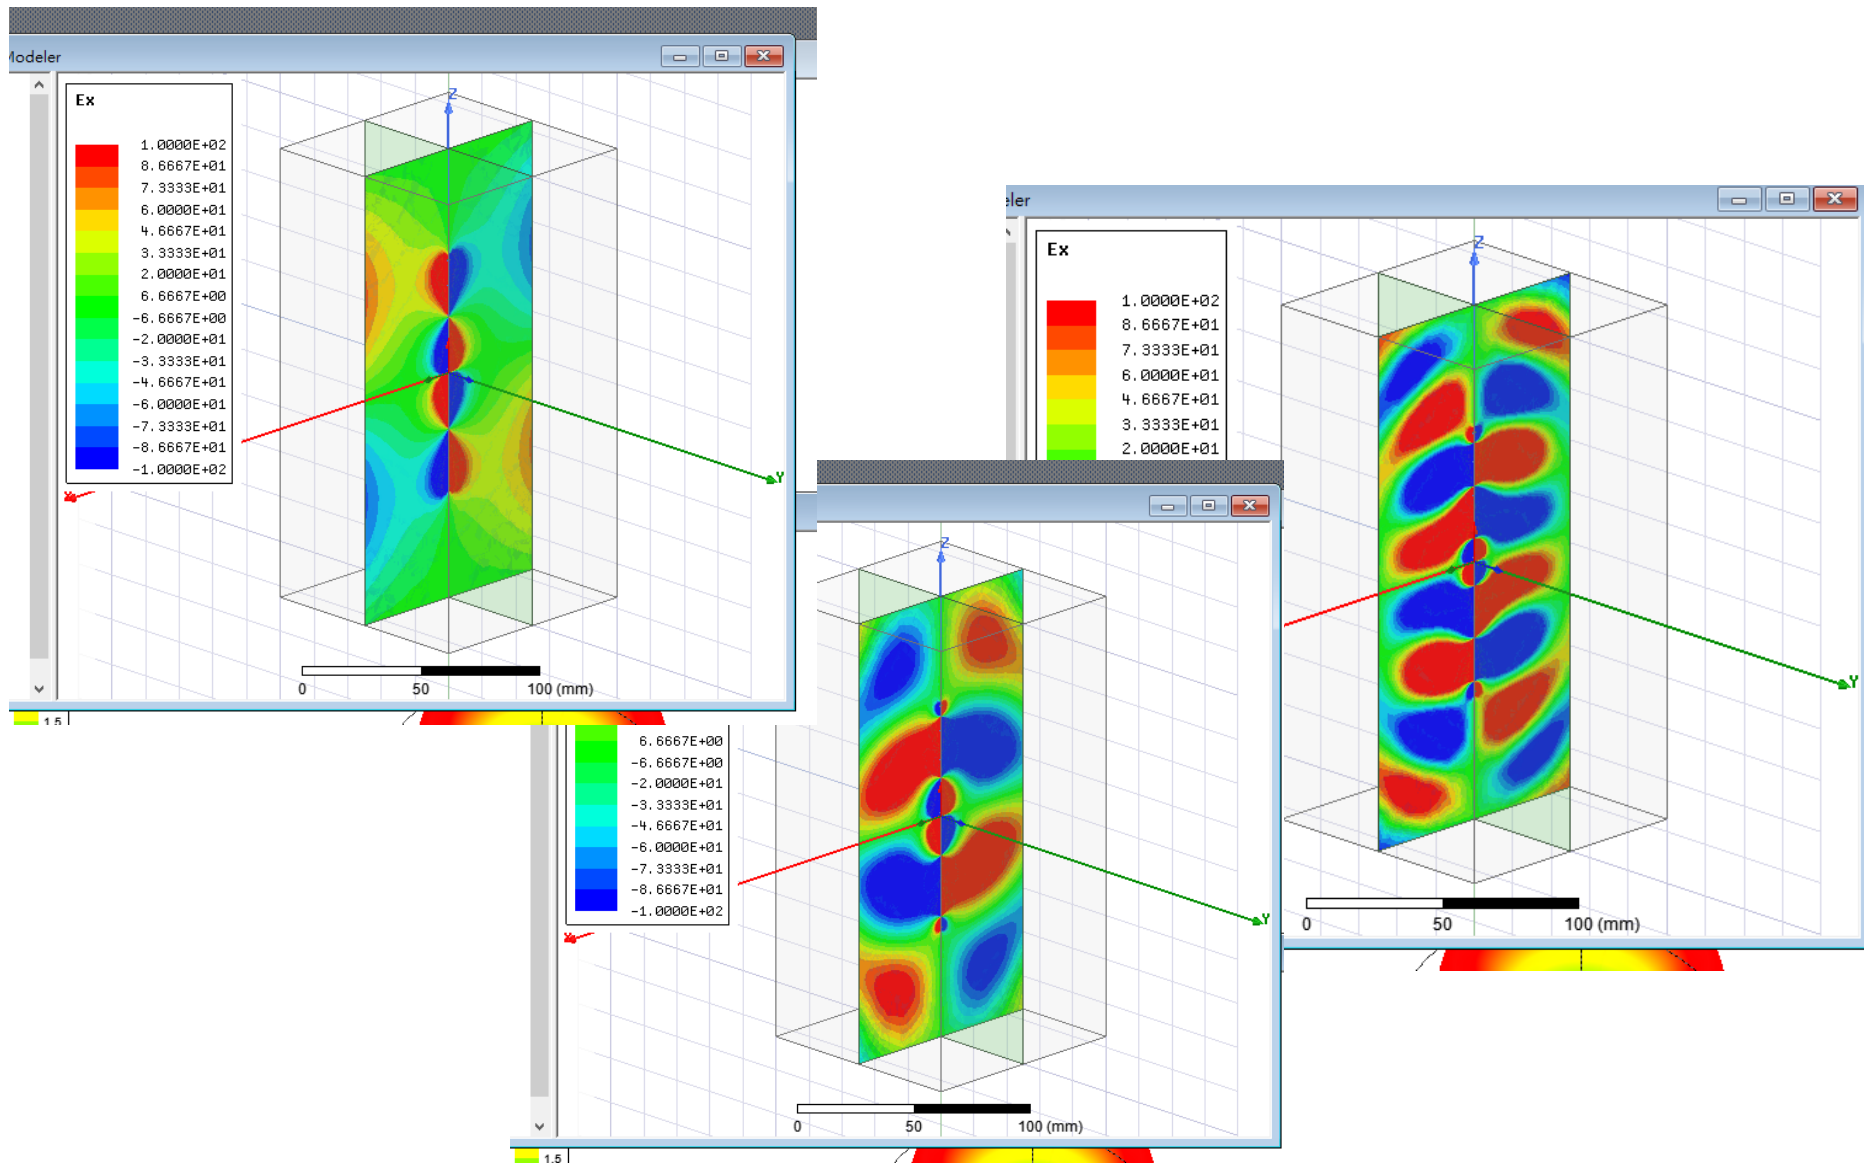 Modeler
Ex
1.0000E+02
8.6667E+01
7.3333E+01
6.0000E+01
4.6667E+01
3.3333E+01
2.0000E+01
6.6667E+00
-6.6667E+00
-2.0000E+01
-3.3333E+01
-4.6667E+01
-6.0000E+01
-7.3333E+01
-8.6667E+01
-1.0000E+02
Z
Y
X
0 50 100 (mm)
1.5
eler
Ex
1.0000E+02
8.6667E+01
7.3333E+01
6.0000E+01
4.6667E+01
3.3333E+01
2.0000E+01
Z
Y
0 50 100 (mm)
6.6667E+00
-6.6667E+00
-2.0000E+01
-3.3333E+01
-4.6667E+01
-6.0000E+01
-7.3333E+01
-8.6667E+01
-1.0000E+02
Z
Y
X
0 50 100 (mm)
1.5